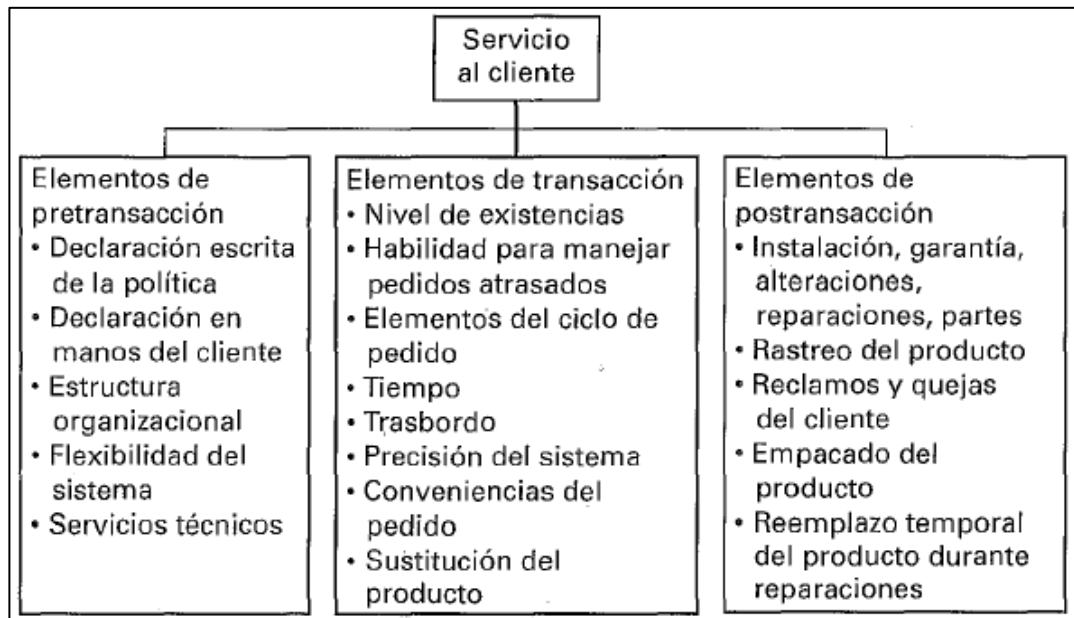 Servicio
al cliente
Elementos de
pretransacción
• Declaración escrita
de la política
• Declaración en
manos del cliente
• Estructura
organizacional
• Flexibilidad del
sistema
• Servicios técnicos
Elementos de transacción
• Nivel de existencias
• Habilidad para manejar
pedidos atrasados
• Elementos del ciclo de
pedido
• Tiempo
• Trasbordo
• Precisión del sistema
• Conveniencias del
pedido
• Sustitución del
producto
Elementos de
postransacción
• Instalación, garantía,
alteraciones,
reparaciones, partes
• Rastreo del producto
• Reclamos y quejas
del cliente
• Empacado del
producto
• Reemplazo temporal
del producto durante
reparaciones